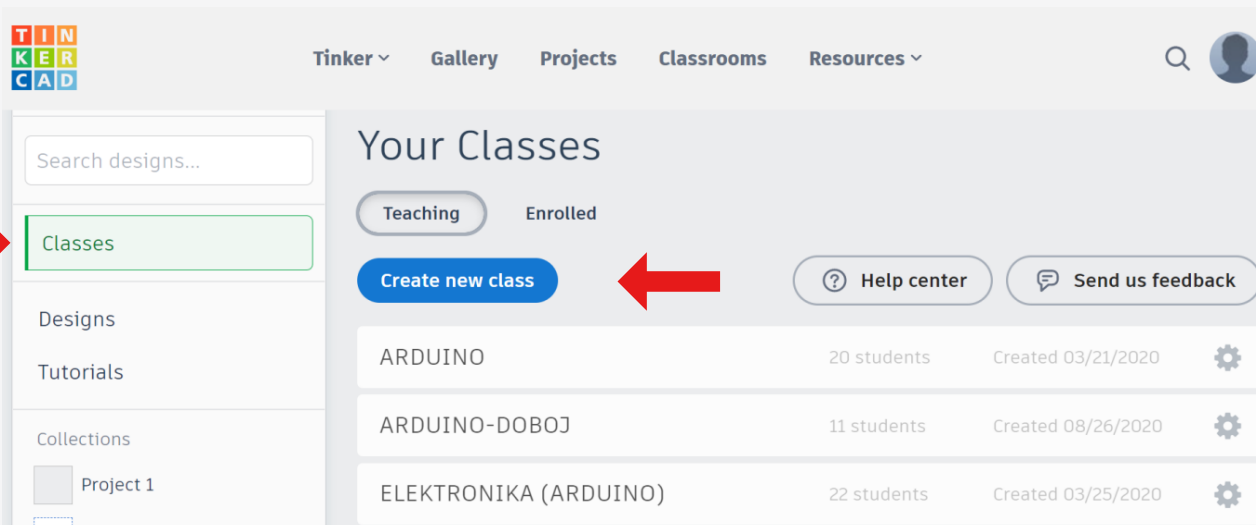 TIN
KER
CAD
Tinker
Gallery
Projects
Classrooms
Resources
Search designs...
Classes
Designs
Tutorials
Collections
Project 1
Your Classes
Teaching
Enrolled
Create new class
Help center
Send us feedback
ARDUINO 20 students Created 03/21/2020
ARDUINO-DOBOJ 11 students Created 08/26/2020
ELEKTRONIKA (ARDUINO) 22 students Created 03/25/2020